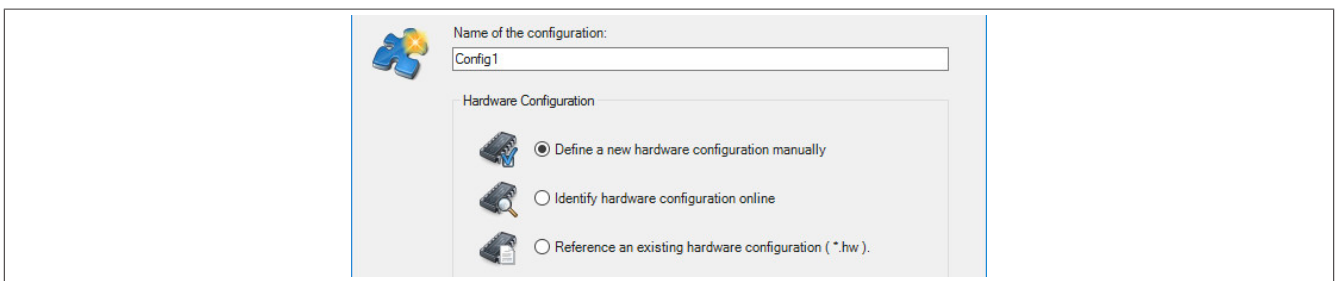 Name of the configuration:
Config1
Hardware Configuration
Define a new hardware configuration manually
Identify hardware configuration online
Reference an existing hardware configuration ( *.hw ).